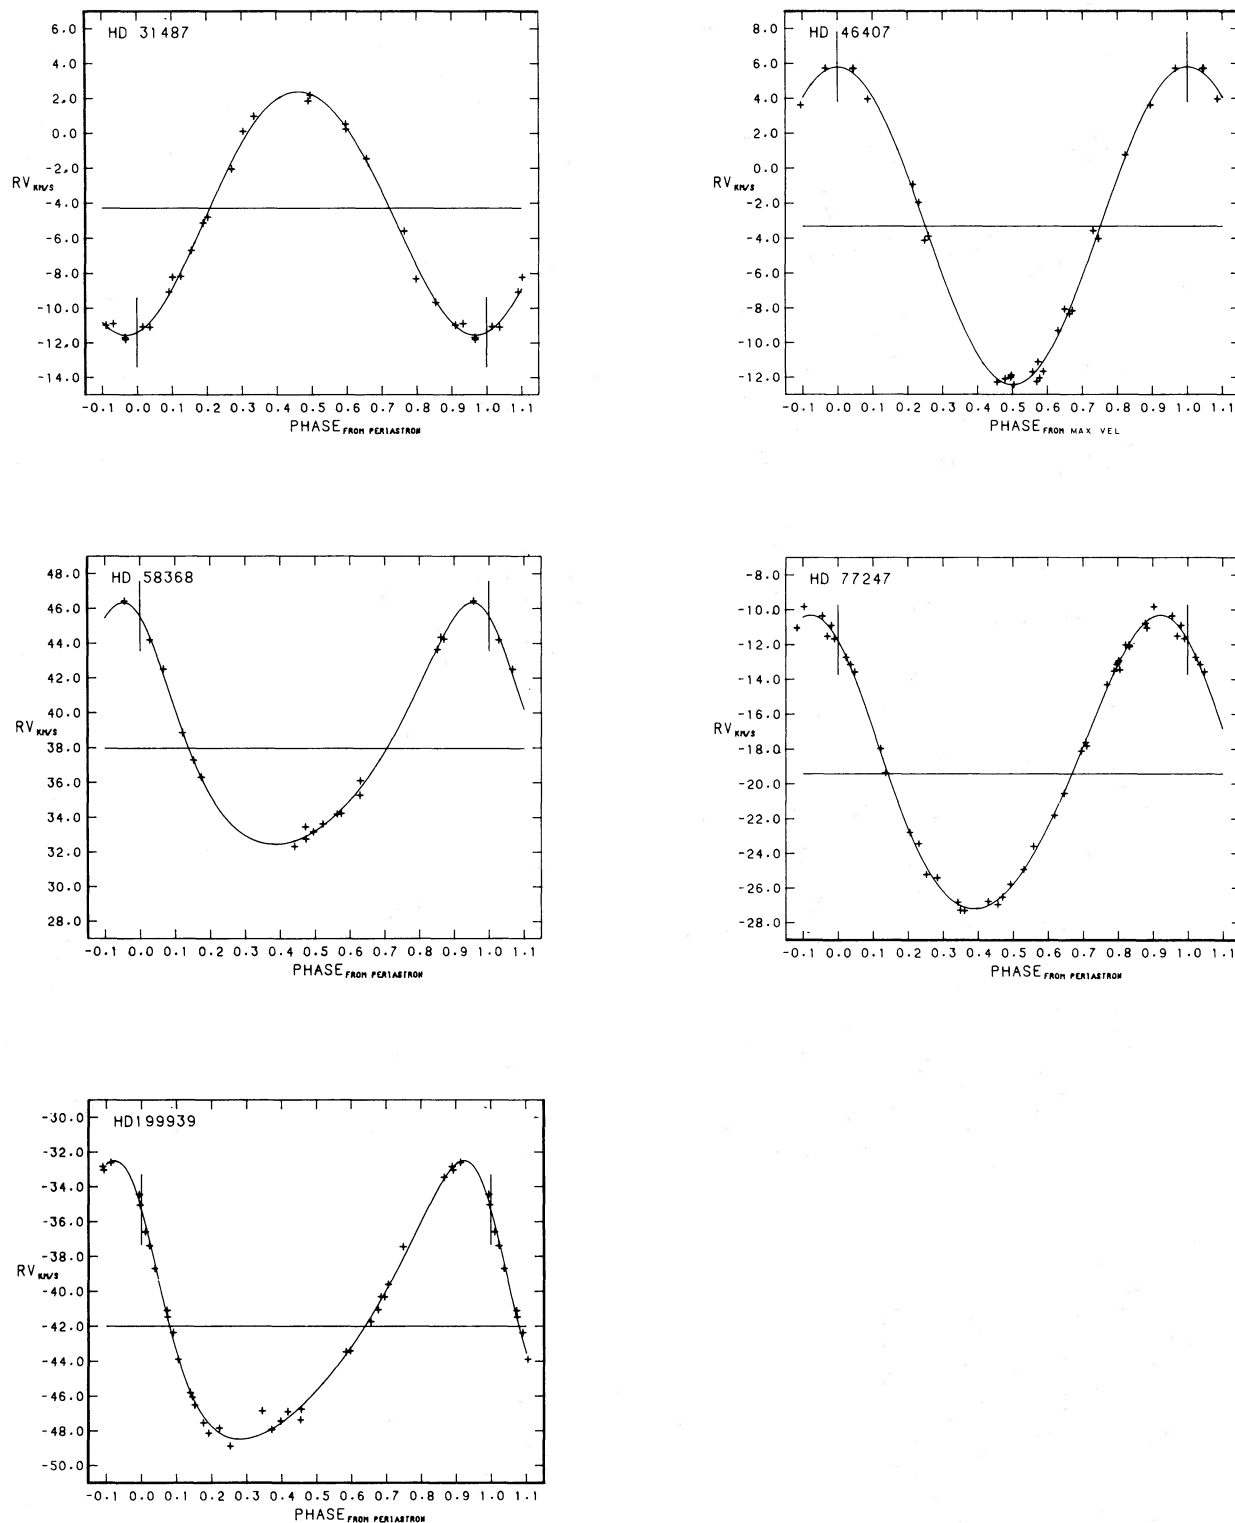 HD 31487
6.0
4.0
2.0
0.0
-2.0
-4.0
-6.0
-8.0
-10.0
-12.0
-14.0
RV KM/S
-0.1 0.0 0.1 0.2 0.3 0.4 0.5 0.6 0.7 0.8 0.9 1.0 1.1
PHASE FROM PERIASTRON
HD 46407
8.0
6.0
4.0
2.0
0.0
-2.0
-4.0
-6.0
-8.0
-10.0
-12.0
RV KM/S
-0.1 0.0 0.1 0.2 0.3 0.4 0.5 0.6 0.7 0.8 0.9 1.0 1.1
PHASE FROM MAX VEL
HD 58368
48.0
46.0
44.0
42.0
40.0
38.0
36.0
34.0
32.0
30.0
28.0
RV KM/S
-0.1 0.0 0.1 0.2 0.3 0.4 0.5 0.6 0.7 0.8 0.9 1.0 1.1
PHASE FROM PERIASTRON
HD 77247
-8.0
-10.0
-12.0
-14.0
-16.0
-18.0
-20.0
-22.0
-24.0
-26.0
-28.0
RV KM/S
-0.1 0.0 0.1 0.2 0.3 0.4 0.5 0.6 0.7 0.8 0.9 1.0 1.1
PHASE FROM PERIASTRON
HD199939
-30.0
-32.0
-34.0
-36.0
-38.0
-40.0
-42.0
-44.0
-46.0
-48.0
-50.0
RV KM/S
-0.1 0.0 0.1 0.2 0.3 0.4 0.5 0.6 0.7 0.8 0.9 1.0 1.1
PHASE FROM PERIASTRON